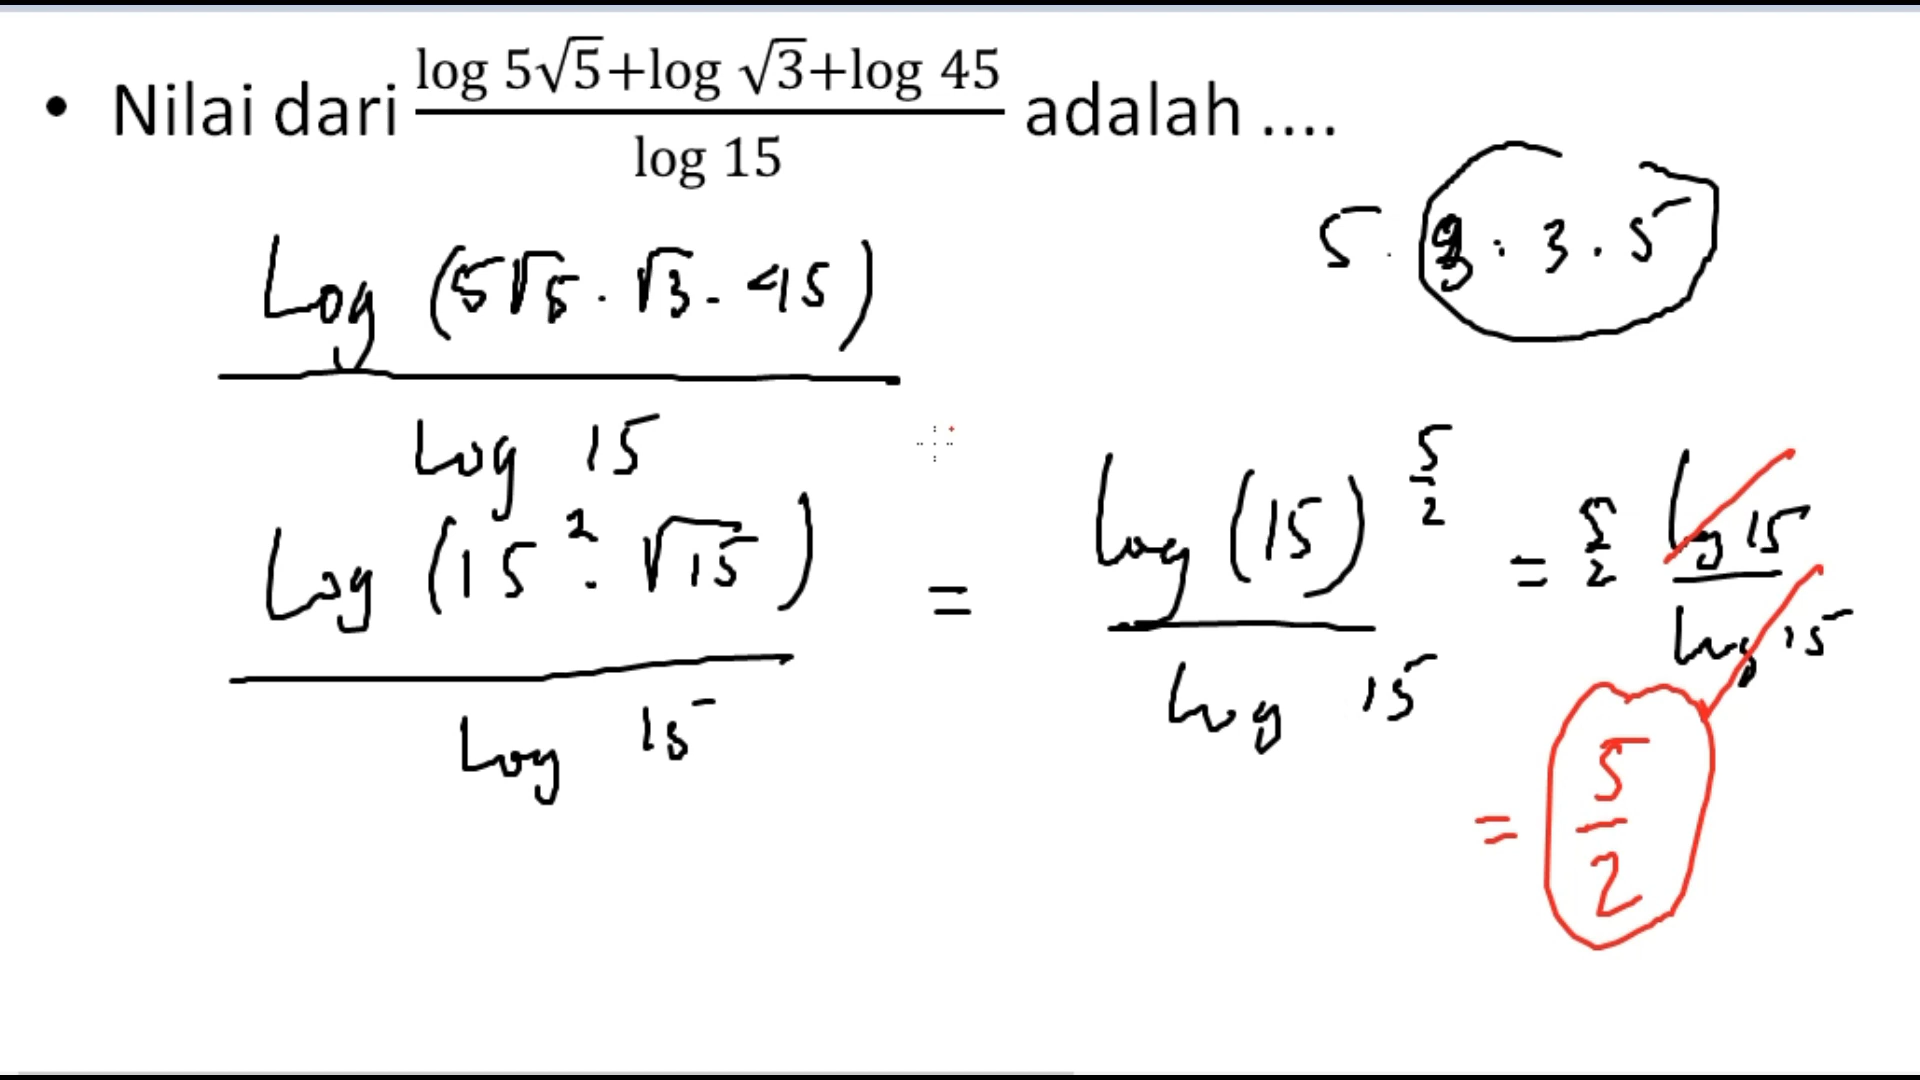 • Nilai dari (log 5√5+log √3+log 45)/(log 15) adalah ....
5 . 3 . 3 . 5
Log (5√5 . √3 . 45)
Log 15
Log (15² . √15) / Log 15 = Log (15)^(5/2) / Log 15 = 5/2 Log 15 / Log 15
= 5/2